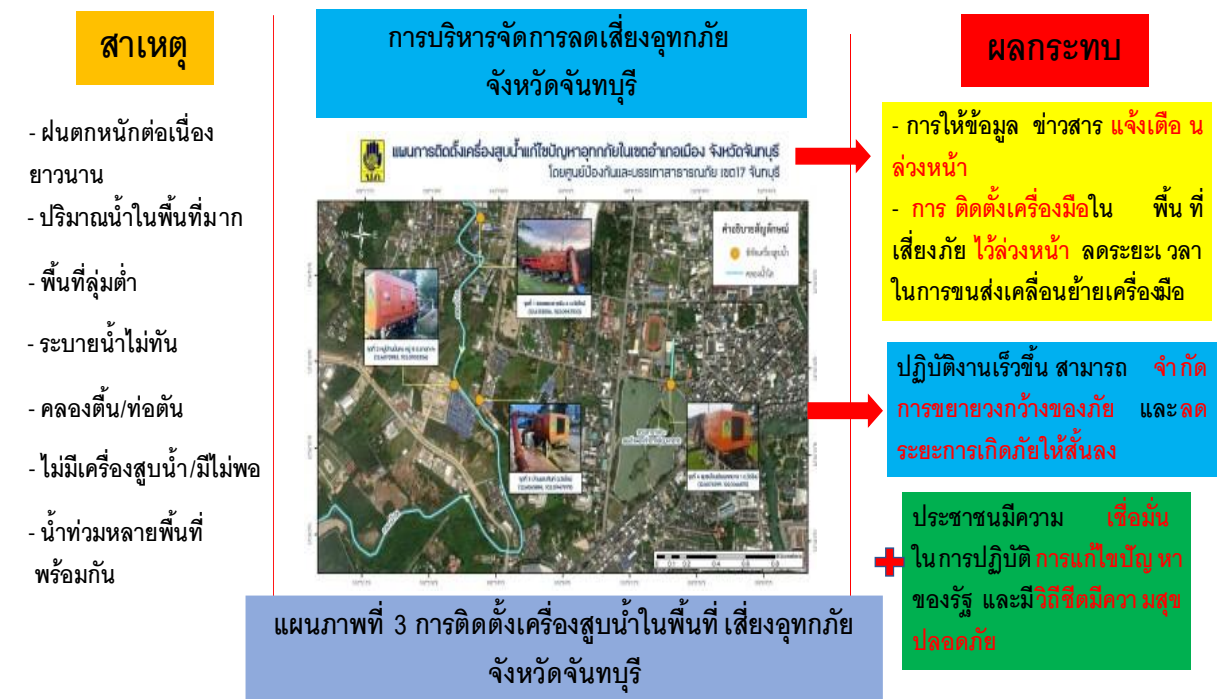 สาเหตุ
- ฝนตกหนักต่อเนื่อง
ยาวนาน
- ปริมาณน้ำในพื้นที่มาก
- พื้นที่ลุ่มต่ำ
- ระบายน้ำไม่ทัน
- คลองตื้น/ท่อตัน
- ไม่มีเครื่องสูบน้ำ/มีไม่พอ
- น้ำท่วมหลายพื้นที่
พร้อมกัน
การบริหารจัดการลดเสี่ยงอุทกภัย
จังหวัดจันทบุรี
ปภ.
แผนการติดตั้งเครื่องสูบน้ำแก้ไขปัญหาอุทกภัยในเขตอำเภอเมือง จังหวัดจันทบุรี
โดยศูนย์ป้องกันและบรรเทาสาธารณภัย เขต17 จันทบุรี
คำอธิบายสัญลักษณ์
แผนภาพที่ 3 การติดตั้งเครื่องสูบน้ำในพื้นที่ เสี่ยงอุทกภัย
จังหวัดจันทบุรี
ผลกระทบ
- การให้ข้อมูล ข่าวสาร แจ้งเตือ น
ล่วงหน้า
- การ ติดตั้งเครื่องมือใน พื้น ที่
เสี่ยงภัย ไว้ล่วงหน้า ลดระยะเ วลา
ในการขนส่งเคลื่อนย้ายเครื่องมือ
ปฏิบัติงานเร็วขึ้น สามารถ จำ กัด
การขยายวงกว้างของภัย และลด
ระยะการเกิดภัยให้สั้นลง
ประชาชนมีความ เชื่อมั่น
ในการปฏิบัติ การแก้ไขปัญ หา
ของรัฐ และมีวิถีชีตมีควา มสุข
ปลอดภัย